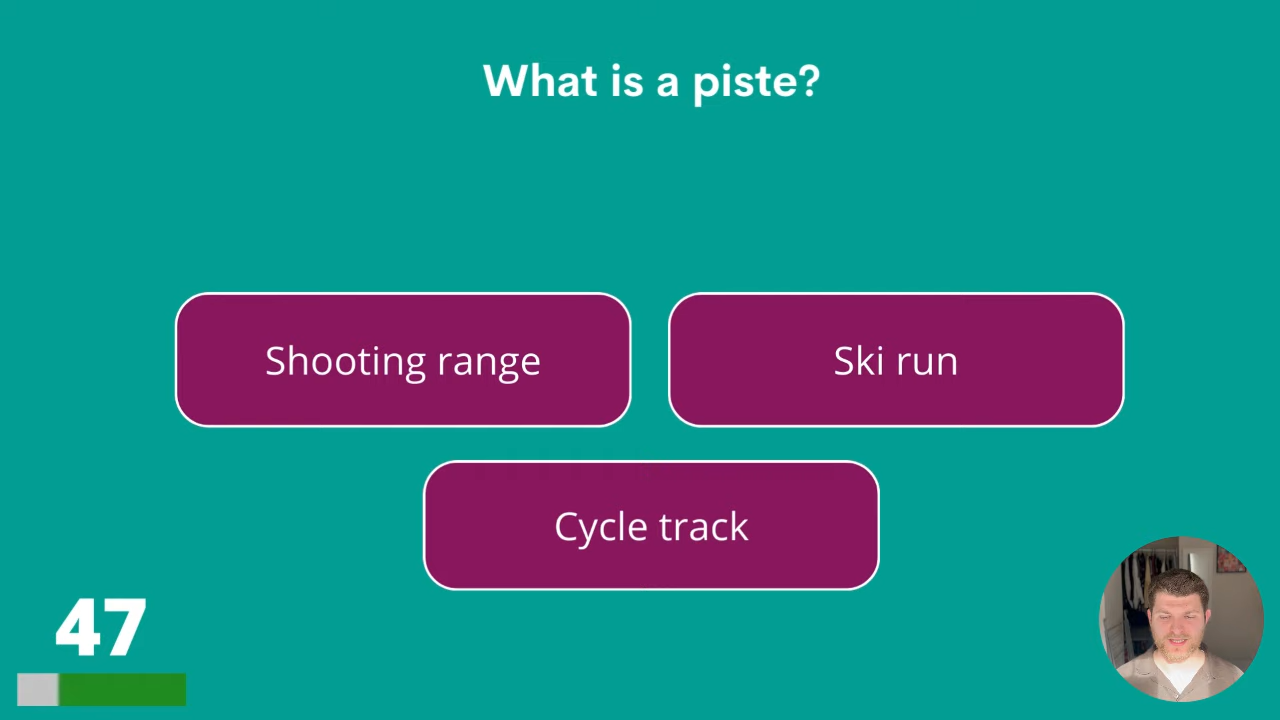 What is a piste?
Shooting range
Ski run
Cycle track
47